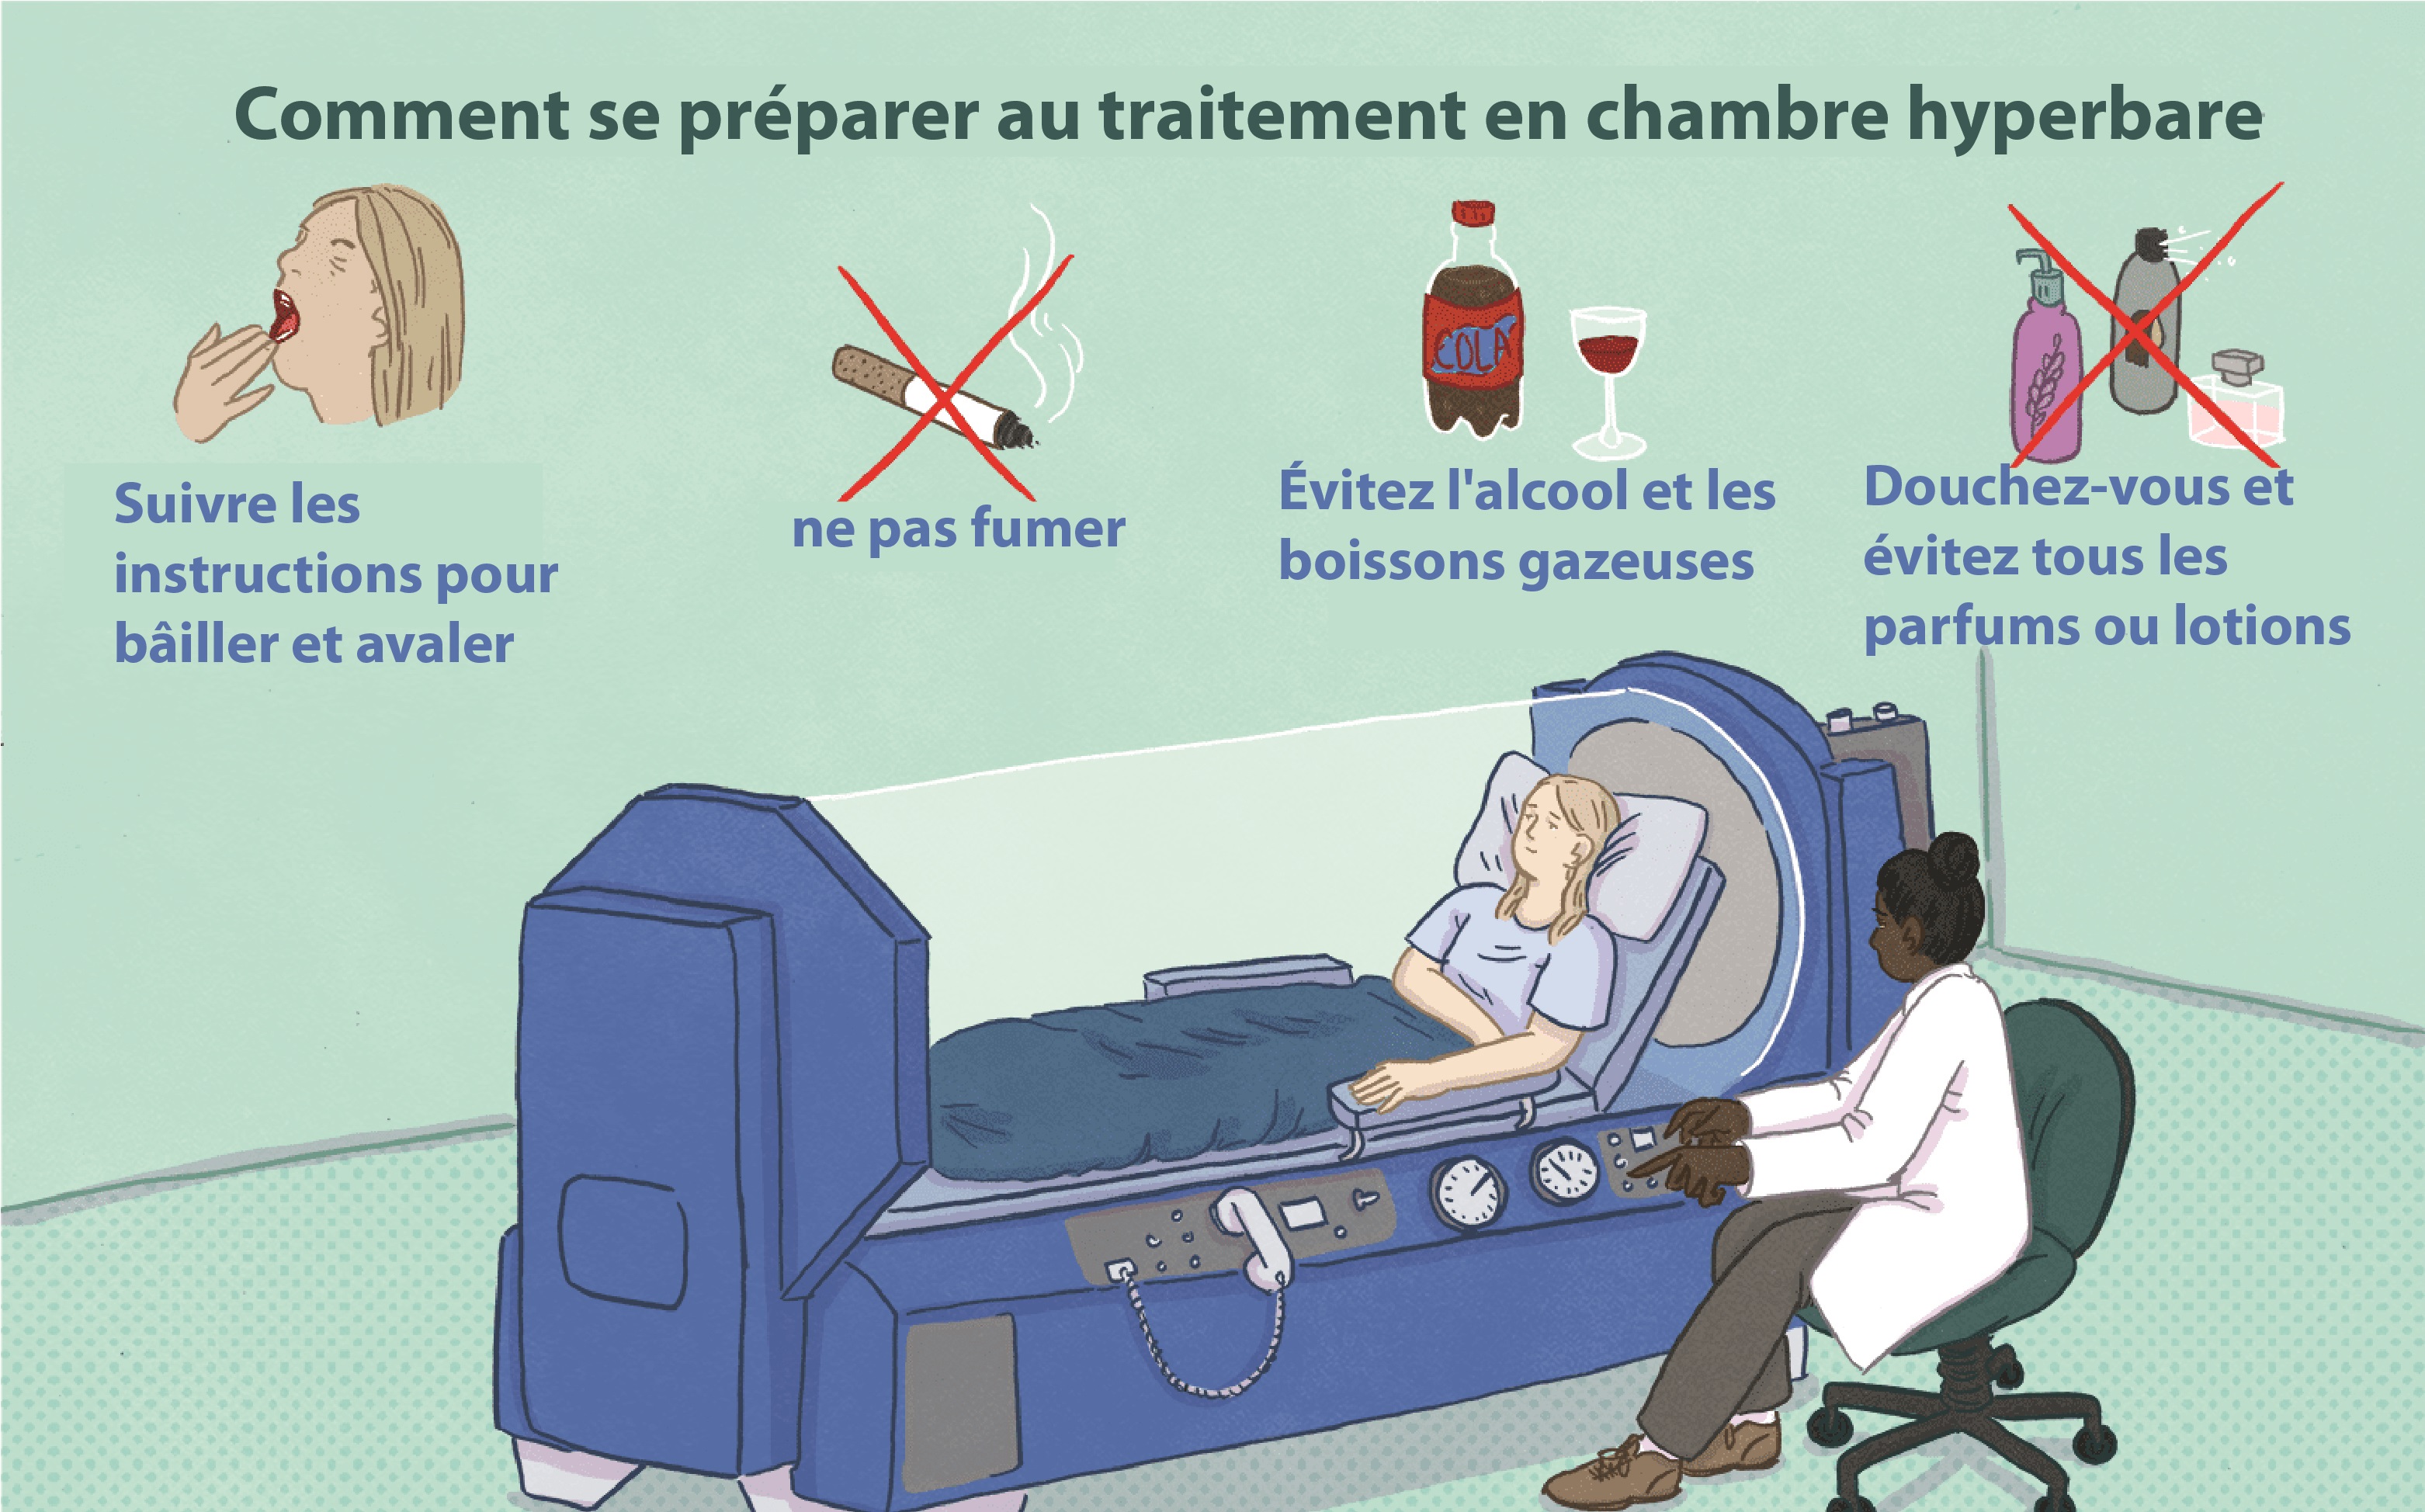 Comment se préparer au traitement en chambre hyperbare
Suivre les
instructions pour
bâiller et avaler
ne pas fumer
COLA
Évitez l'alcool et les
boissons gazeuses
Douchez-vous et
évitez tous les
parfums ou lotions